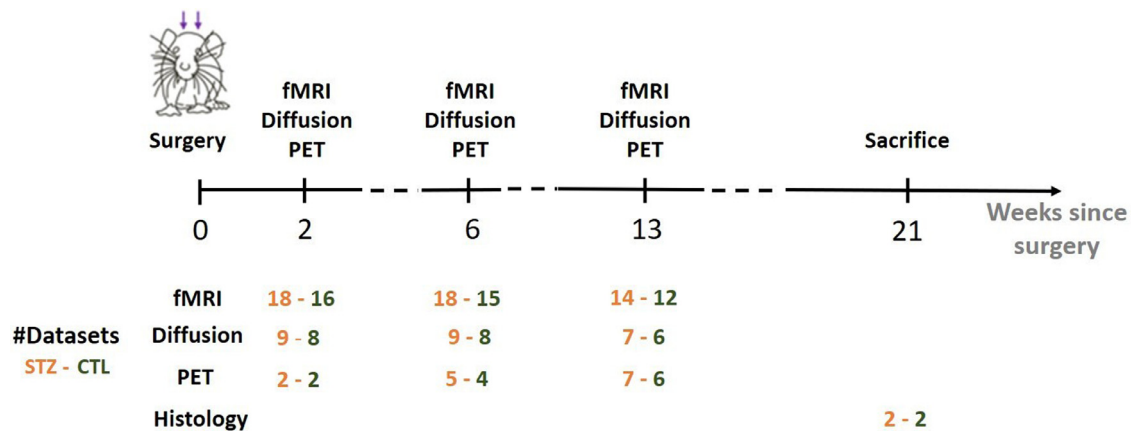 fMRI
Diffusion
PET
fMRI
Diffusion
PET
fMRI
Diffusion
PET
Surgery
Sacrifice
0 2 6 13 21
Weeks since
surgery
#Datasets
STZ - CTL
fMRI 18 - 16 18 - 15 14 - 12
Diffusion 9 - 8 9 - 8 7 - 6
PET 2 - 2 5 - 4 7 - 6
Histology 2 - 2